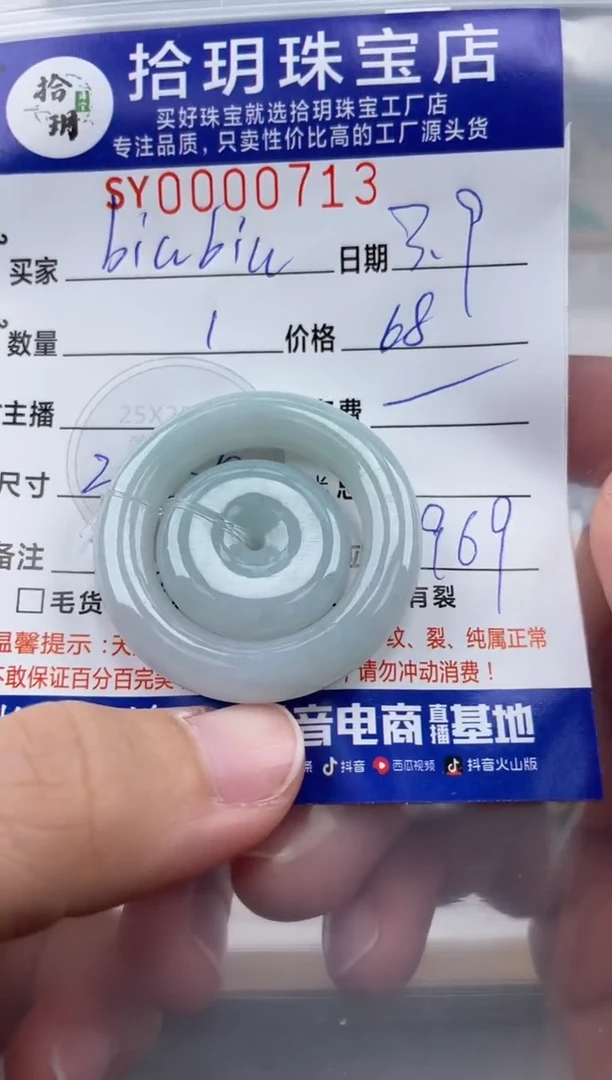 拾玥
拾玥珠宝店
买好珠宝就选拾玥珠宝工厂店
专注品质，只卖性价比高的工厂源头货
SY0000713
买家 biubiu 日期 3.9
数量 1 价格 68
主播 25X2 费
尺寸 2
备注 969
□毛货 有裂
温馨提示：天 纹、裂、纯属正常
不敢保证百分百完美 ，请勿冲动消费！
音电商直播基地
抖音 西瓜视频 抖音火山版